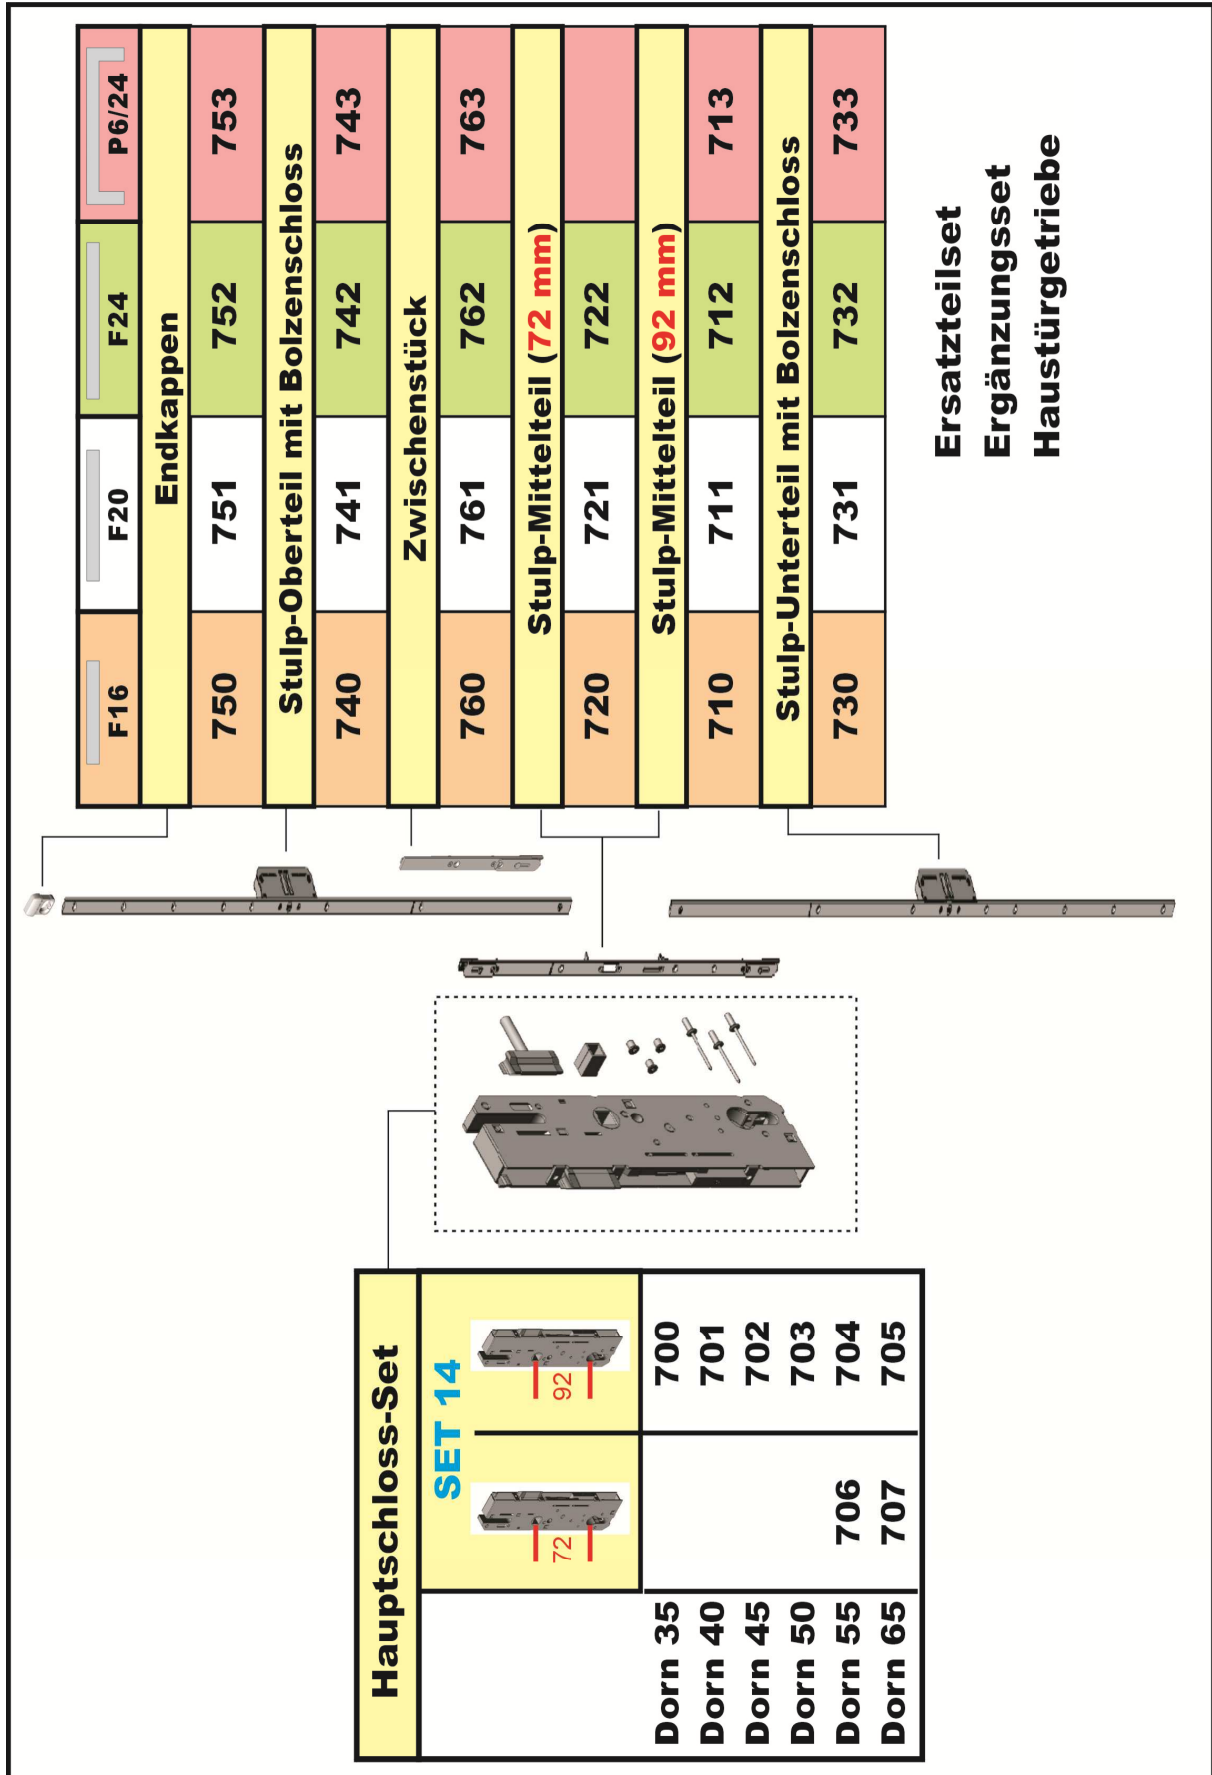 Hauptschloss-Set
SET 14
72 92
Dorn 35 700
Dorn 40 701
Dorn 45 702
Dorn 50 703
Dorn 55 706 704
Dorn 65 707 705
F16 F20 F24 P6/24
Endkappen
750 751 752 753
Stulp-Oberteil mit Bolzenschloss
740 741 742 743
Zwischenstück
760 761 762 763
Stulp-Mittelteil (72 mm)
720 721 722
Stulp-Mittelteil (92 mm)
710 711 712 713
Stulp-Unterteil mit Bolzenschloss
730 731 732 733
Ersatzteilset
Ergänzungsset
Haustürgetriebe